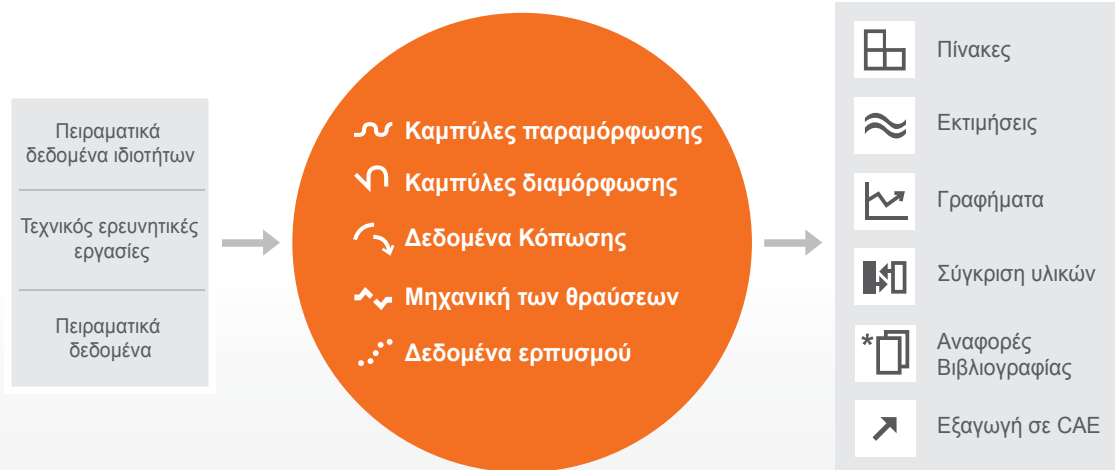 Πειραματικά
δεδομένα ιδιοτήτων
Τεχνικός ερευνητικές
εργασίες
Πειραματικά
δεδομένα
Καμπύλες παραμόρφωσης
Καμπύλες διαμόρφωσης
Δεδομένα Κόπωσης
Μηχανική των θραύσεων
Δεδομένα ερπυσμού
Πίνακες
Εκτιμήσεις
Γραφήματα
Σύγκριση υλικών
*
Αναφορές
Βιβλιογραφίας
Εξαγωγή σε CAE